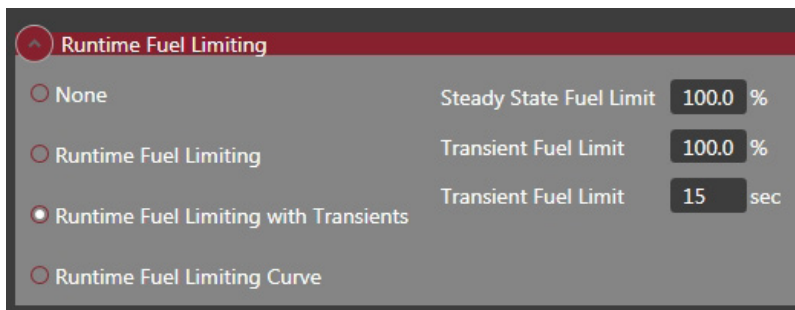 Runtime Fuel Limiting
None
Runtime Fuel Limiting
Runtime Fuel Limiting with Transients
Runtime Fuel Limiting Curve
Steady State Fuel Limit 100.0 %
Transient Fuel Limit 100.0 %
Transient Fuel Limit 15 sec